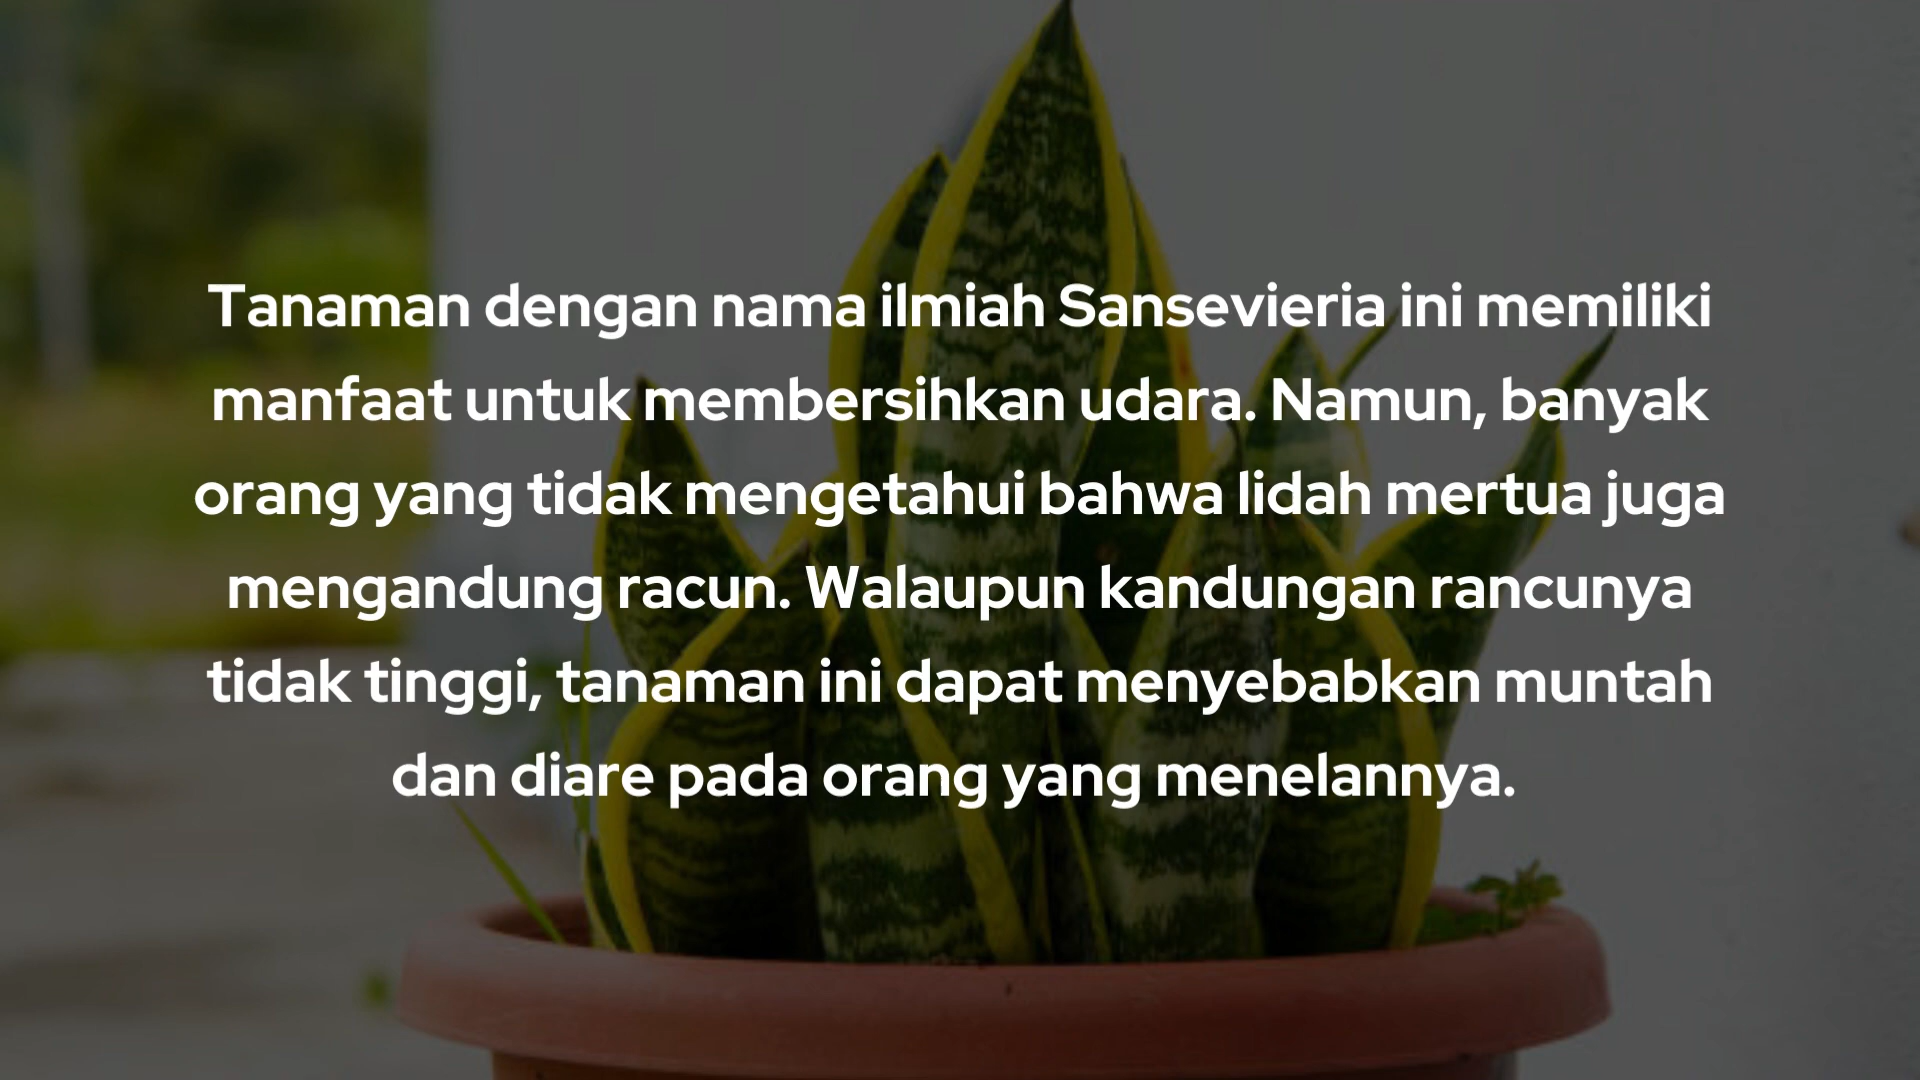 Tanaman dengan nama ilmiah Sansevieria ini memiliki
manfaat untuk membersihkan udara. Namun, banyak
orang yang tidak mengetahui bahwa lidah mertua juga
mengandung racun. Walaupun kandungan rancunya
tidak tinggi, tanaman ini dapat menyebabkan muntah
dan diare pada orang yang menelannya.